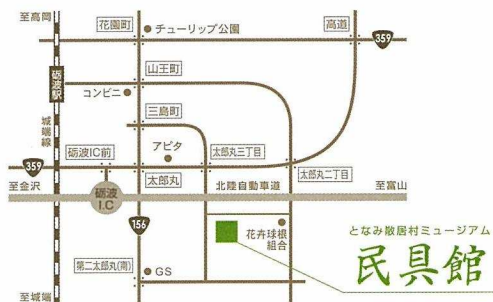 至高岡
花園町
チューリップ公園
高道
359
山王町
砺波駅
コンビニ
三島町
城端線
砺波IC前
アピタ
太郎丸三丁目
太郎丸二丁目
359
至金沢
太郎丸
北陸自動車道
至富山
砺波
I.C
156
花卉球根
組合
となみ散居村ミュージアム
民具館
第二太郎丸(南)
GS
至城端